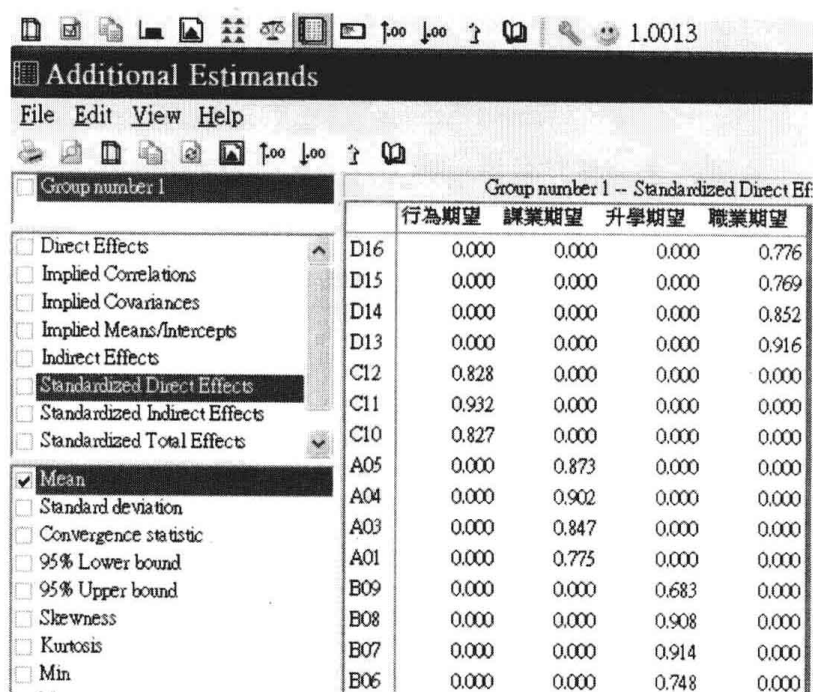 1.0013
Additional Estimands
File Edit View Help
Group number 1
Group number 1 -- Standardized Direct Ef
行為期望 課業期望 升學期望 職業期望
D16 0.000 0.000 0.000 0.776
D15 0.000 0.000 0.000 0.769
D14 0.000 0.000 0.000 0.852
D13 0.000 0.000 0.000 0.916
C12 0.828 0.000 0.000 0.000
C11 0.932 0.000 0.000 0.000
C10 0.827 0.000 0.000 0.000
A05 0.000 0.873 0.000 0.000
A04 0.000 0.902 0.000 0.000
A03 0.000 0.847 0.000 0.000
A01 0.000 0.775 0.000 0.000
B09 0.000 0.000 0.683 0.000
B08 0.000 0.000 0.908 0.000
B07 0.000 0.000 0.914 0.000
B06 0.000 0.000 0.748 0.000
Direct Effects
Implied Correlations
Implied Covariances
Implied Means/Intercepts
Indirect Effects
Standardized Direct Effects
Standardized Indirect Effects
Standardized Total Effects
Mean
Standard deviation
Convergence statistic
95% Lower bound
95% Upper bound
Skewness
Kurtosis
Min